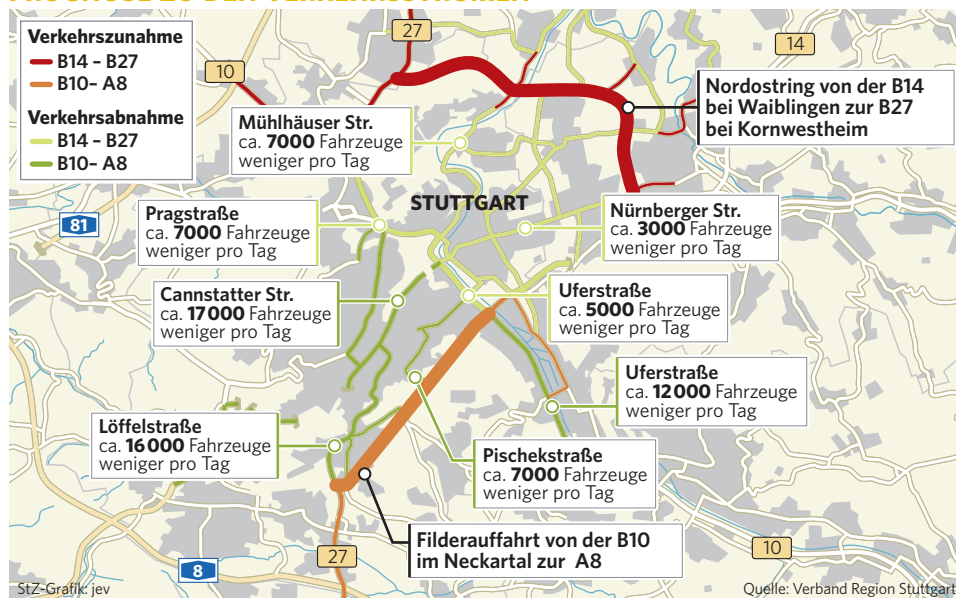 Verkehrszunahme
B14 – B27
B10– A8
Verkehrsabnahme
B14 – B27
B10– A8
27
10
14
Nordostring von der B14
bei Waiblingen zur B27
bei Kornwestheim
Mühlhäuser Str.
ca. 7000 Fahrzeuge
weniger pro Tag
STUTTGART
81
Pragstraße
ca. 7000 Fahrzeuge
weniger pro Tag
Nürnberger Str.
ca. 3000 Fahrzeuge
weniger pro Tag
Cannstatter Str.
ca. 17000 Fahrzeuge
weniger pro Tag
Uferstraße
ca. 5000 Fahrzeuge
weniger pro Tag
Uferstraße
ca. 12000 Fahrzeuge
weniger pro Tag
Löffelstraße
ca. 16000 Fahrzeuge
weniger pro Tag
Pischekstraße
ca. 7000 Fahrzeuge
weniger pro Tag
Filderauffahrt von der B10
im Neckartal zur A8
27
10
8
StZ-Grafik: jev
Quelle: Verband Region Stuttgart